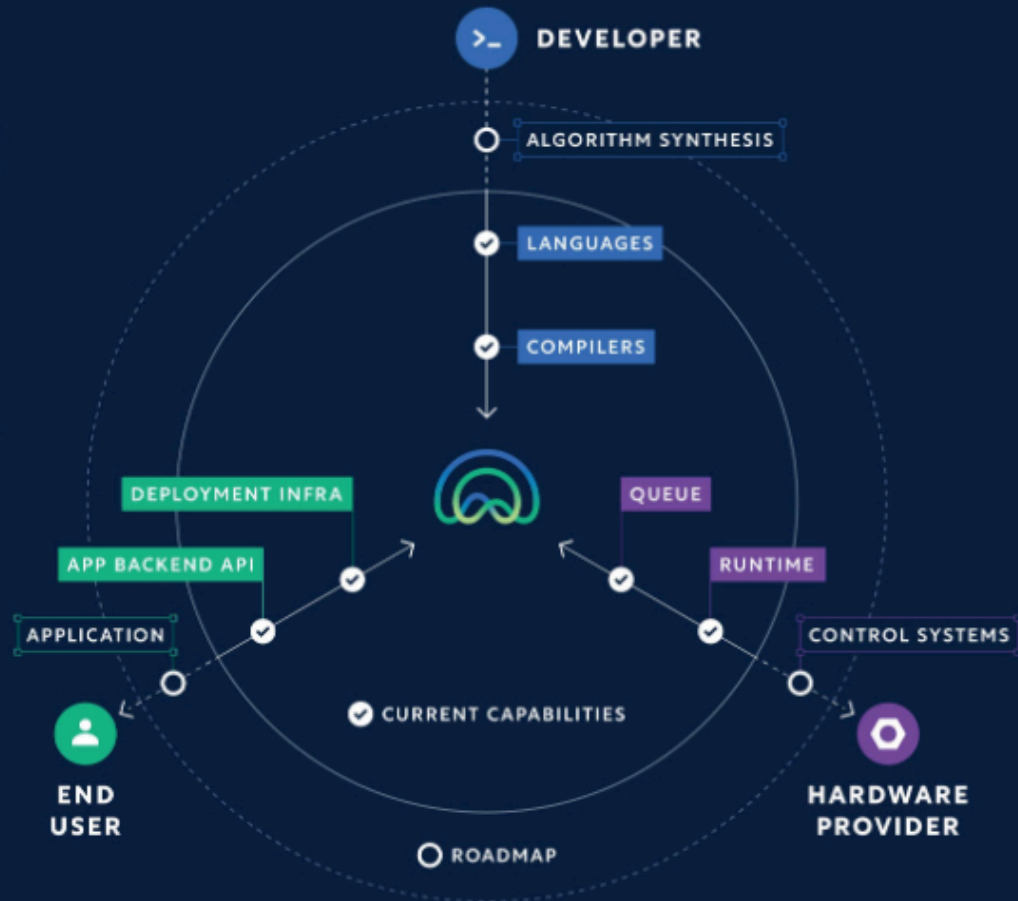 >_ DEVELOPER
ALGORITHM SYNTHESIS
LANGUAGES
COMPILERS
DEPLOYMENT INFRA
QUEUE
APP BACKEND API
RUNTIME
APPLICATION
CONTROL SYSTEMS
CURRENT CAPABILITIES
END
USER
HARDWARE
PROVIDER
ROADMAP